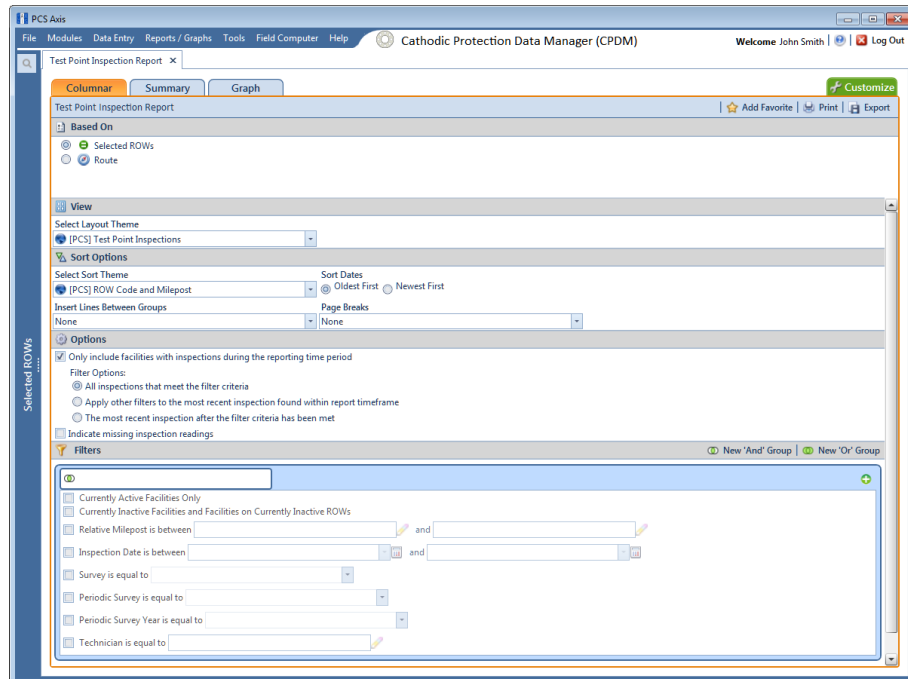 PCS Axis
File Modules Data Entry Reports / Graphs Tools Field Computer Help Cathodic Protection Data Manager (CPDM) Welcome John Smith Log Out
Test Point Inspection Report
Columnar Summary Graph Customize
Test Point Inspection Report Add Favorite Print Export
Based On
Selected ROWs
Route
View
Select Layout Theme
[PCS] Test Point Inspections
Sort Options
Select Sort Theme Sort Dates
[PCS] ROW Code and Milepost Oldest First Newest First
Insert Lines Between Groups Page Breaks
None None
Options
Only include facilities with inspections during the reporting time period
Filter Options:
All inspections that meet the filter criteria
Apply other filters to the most recent inspection found within report timeframe
The most recent inspection after the filter criteria has been met
Indicate missing inspection readings
Filters New 'And' Group New 'Or' Group
Currently Active Facilities Only
Currently Inactive Facilities and Facilities on Currently Inactive ROWs
Relative Milepost is between and
Inspection Date is between and
Survey is equal to
Periodic Survey is equal to
Periodic Survey Year is equal to
Technician is equal to
Selected ROWs